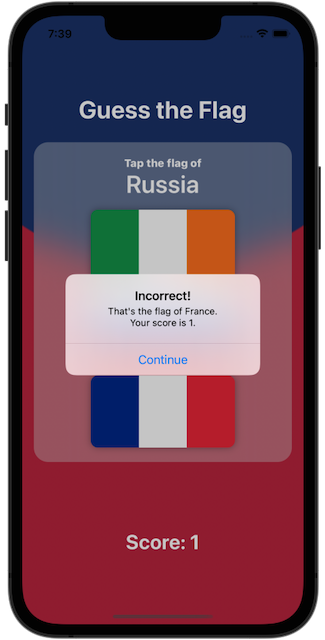 7:39
Guess the Flag
Tap the flag of
Russia
Incorrect!
That's the flag of France.
Your score is 1.
Continue
Score: 1